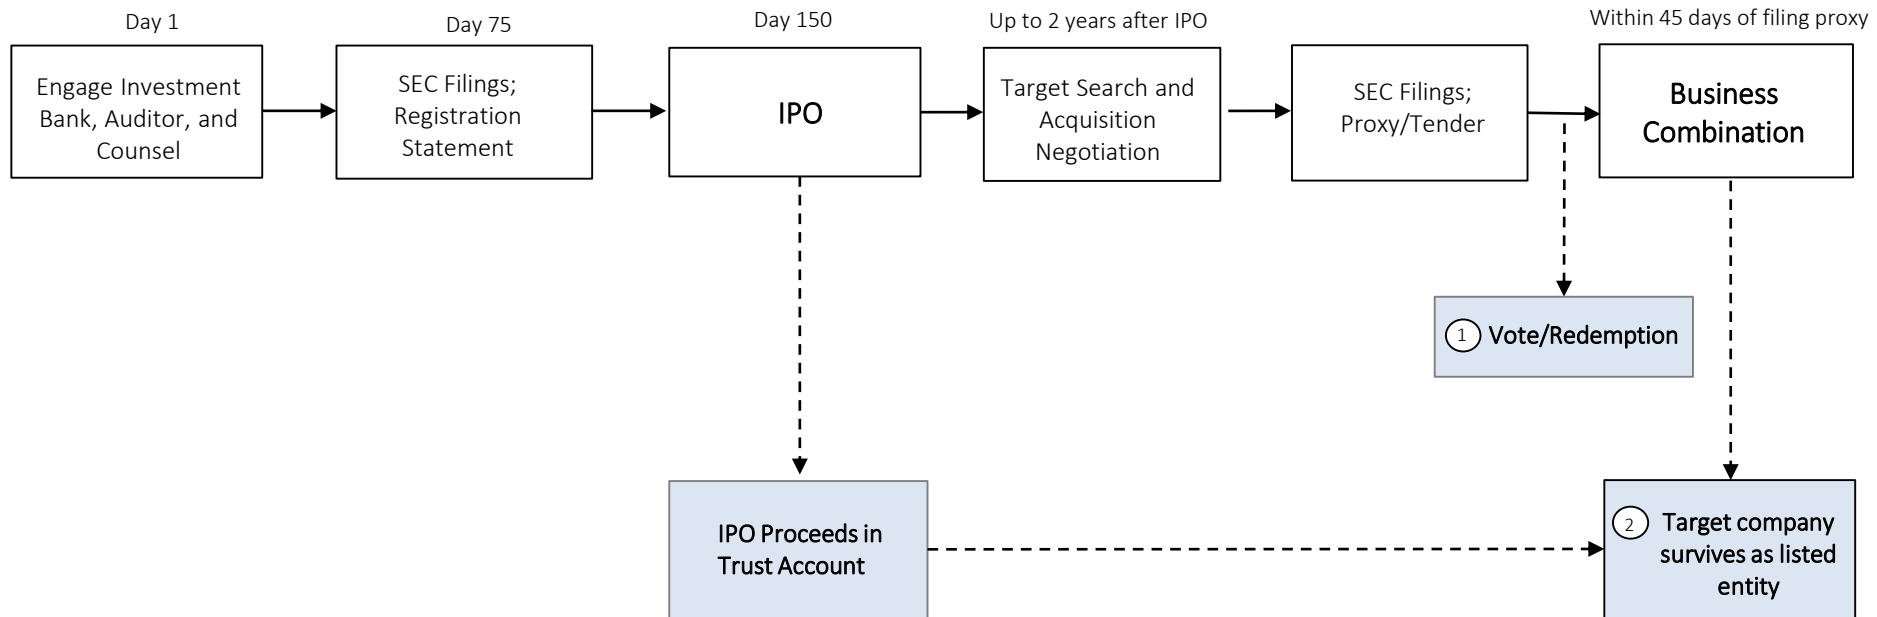 Day 1
Day 75
Day 150
Up to 2 years after IPO
Within 45 days of filing proxy
Engage Investment
Bank, Auditor, and
Counsel
SEC Filings;
Registration
Statement
IPO
Target Search and
Acquisition
Negotiation
SEC Filings;
Proxy/Tender
Business
Combination
1 Vote/Redemption
IPO Proceeds in
Trust Account
2 Target company
survives as listed
entity